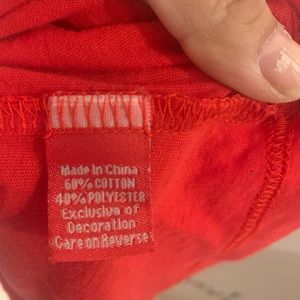 Made In China
60% COTTON
40% POLYESTER
Exclusive of
Decoration
Care on Reverse